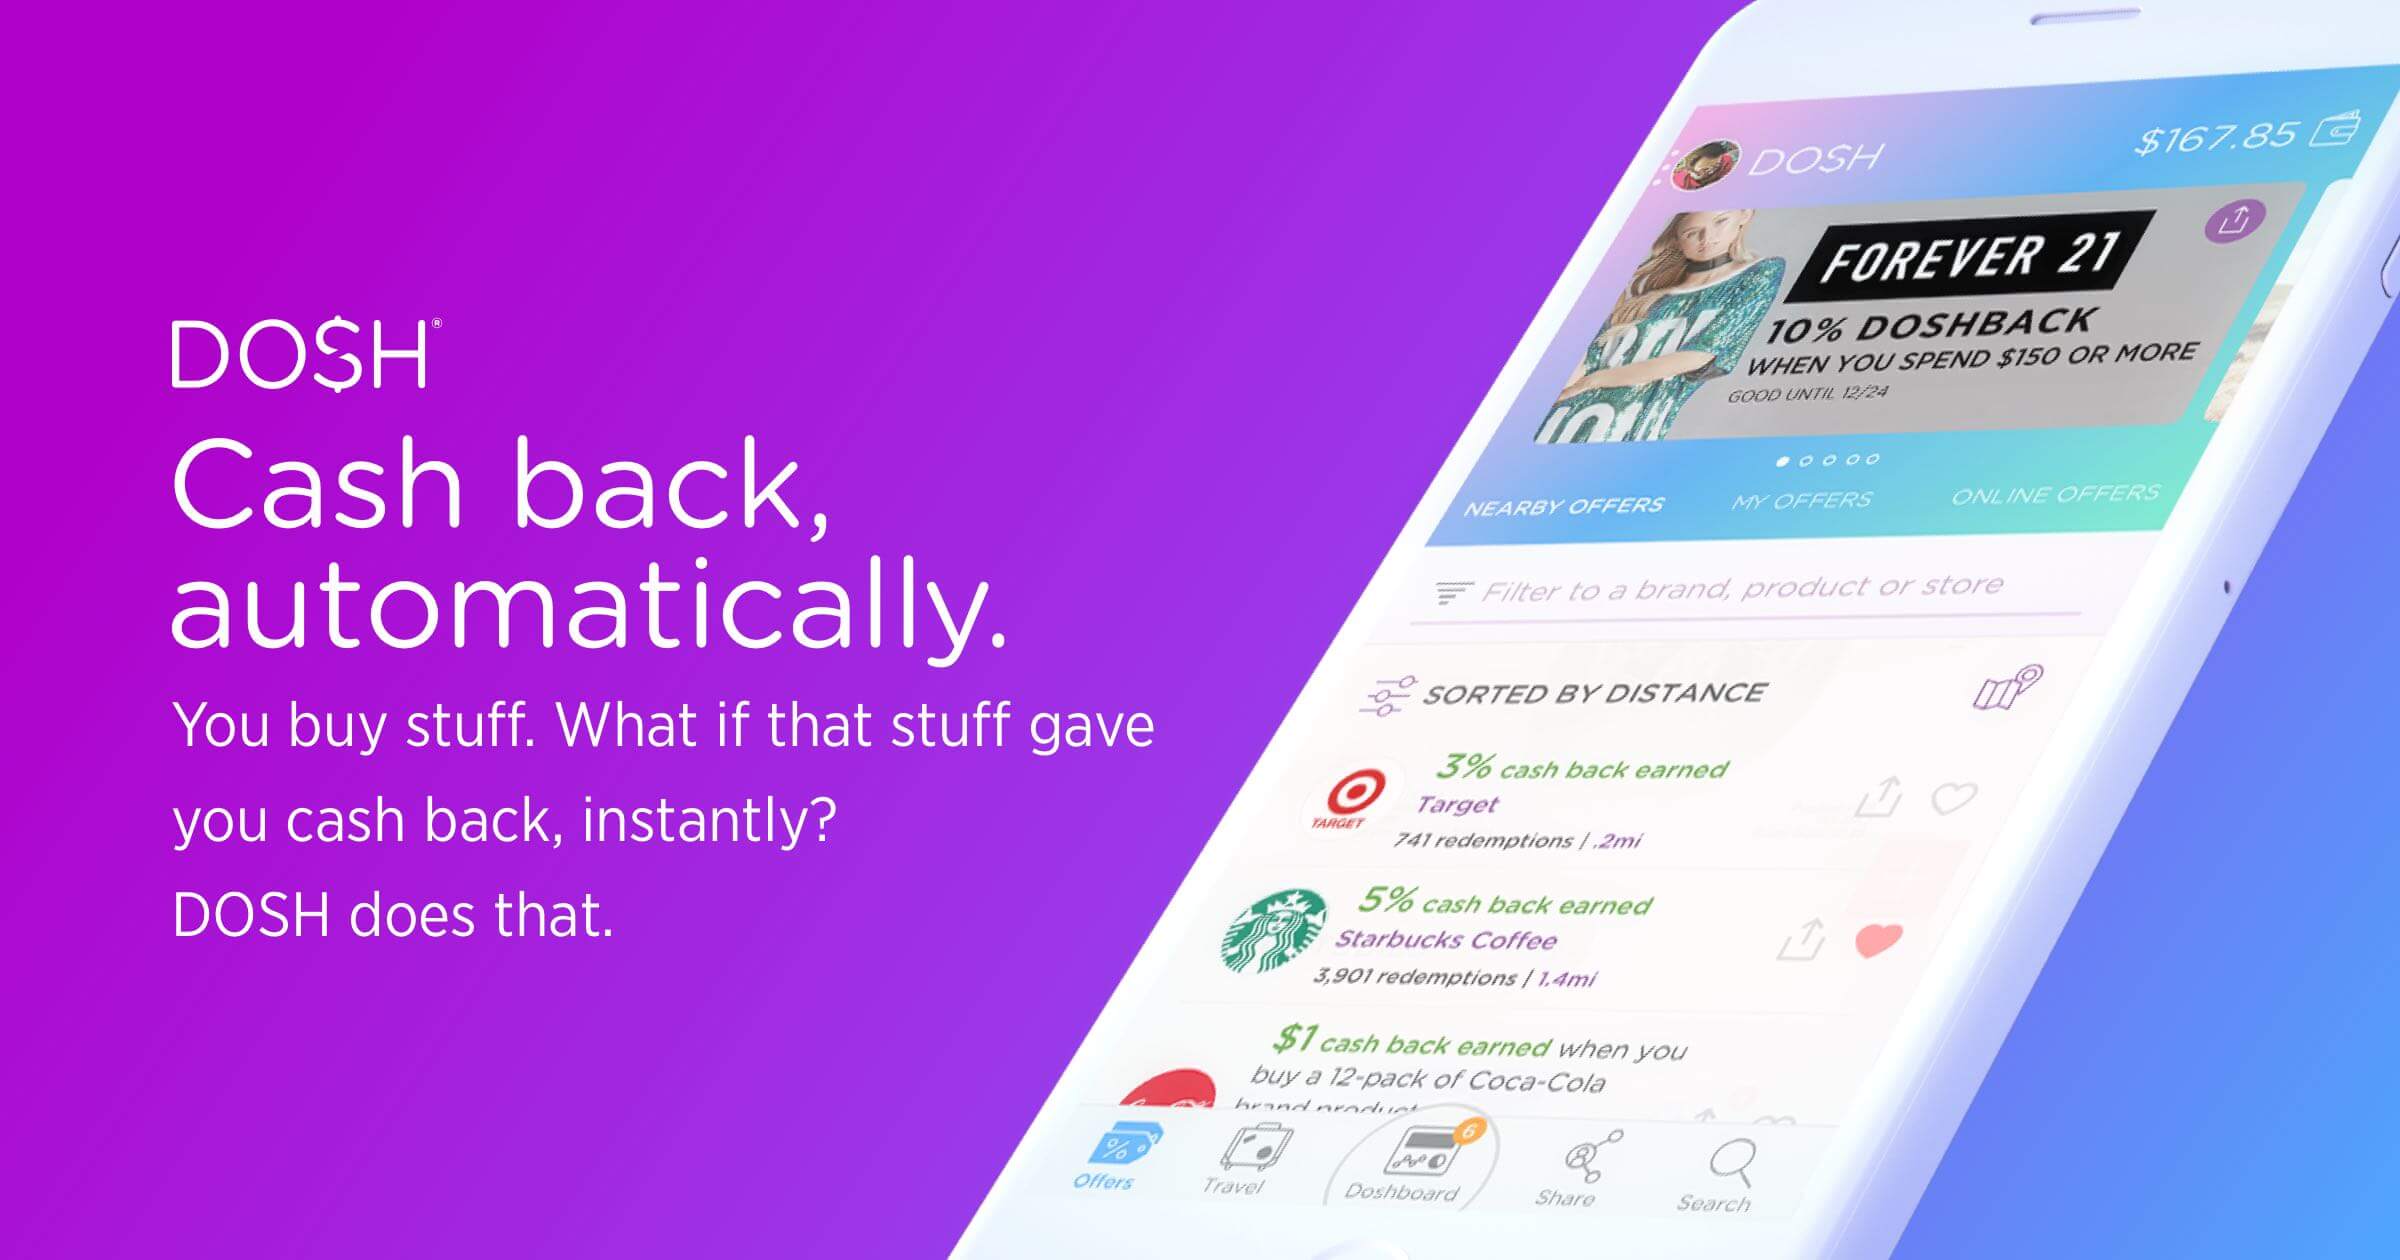 DO$H®
Cash back,
automatically.
You buy stuff. What if that stuff gave
you cash back, instantly?
DOSH does that.
DOSH
$167.85
FOREVER 21
10% DOSHBACK
WHEN YOU SPEND $150 OR MORE
GOOD UNTIL 12/24
NEARBY OFFERS MY OFFERS ONLINE OFFERS
Filter to a brand, product or store
SORTED BY DISTANCE
3% cash back earned
Target
TARGET
741 redemptions | .2mi
5% cash back earned
Starbucks Coffee
3,901 redemptions | 1.4mi
$1 cash back earned when you
buy a 12-pack of Coca-Cola
brand product
6
%
Offers Travel Doshboard Share Search